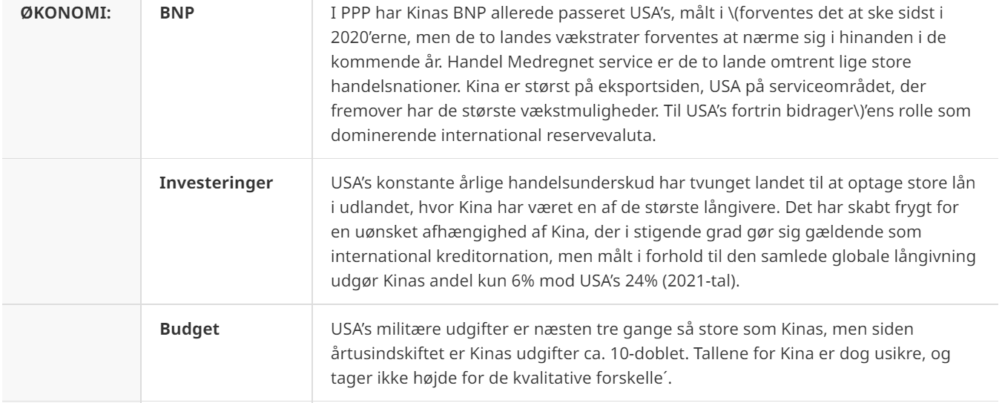 ØKONOMI:
BNP
I PPP har Kinas BNP allerede passeret USA’s, målt i \(forventes det at ske sidst i
2020’erne, men de to landes vækstrater forventes at nærme sig i hinanden i de
kommende år. Handel Medregnet service er de to lande omtrent lige store
handelsnationer. Kina er størst på eksportsiden, USA på serviceområdet, der
fremover har de største vækstmuligheder. Til USA’s fortrin bidrager\)’ens rolle som
dominerende international reservevaluta.
Investeringer
USA’s konstante årlige handelsunderskud har tvunget landet til at optage store lån
i udlandet, hvor Kina har været en af de største långivere. Det har skabt frygt for
en uønsket afhængighed af Kina, der i stigende grad gør sig gældende som
international kreditornation, men målt i forhold til den samlede globale långivning
udgør Kinas andel kun 6% mod USA’s 24% (2021-tal).
Budget
USA’s militære udgifter er næsten tre gange så store som Kinas, men siden
årtusindskiftet er Kinas udgifter ca. 10-doblet. Tallene for Kina er dog usikre, og
tager ikke højde for de kvalitative forskelle´.